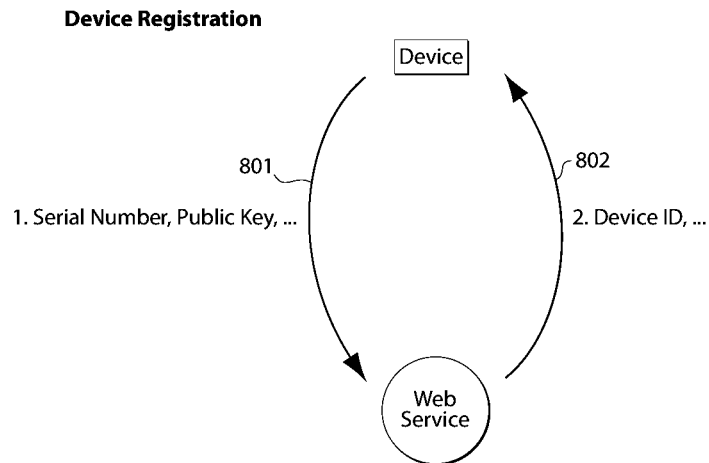 Device Registration
Device
801
802
1. Serial Number, Public Key, ...
2. Device ID, ...
Web
Service